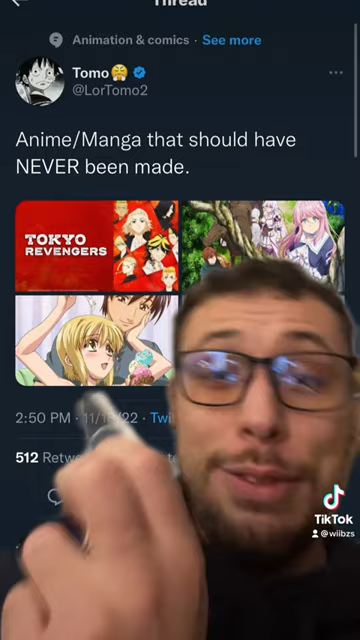 Thread
Animation & comics · See more
Tomo
@LorTomo2
Anime/Manga that should have
NEVER been made.
TOKYO
REVENGERS
2:50 PM
512
TikTok
@wiibzs